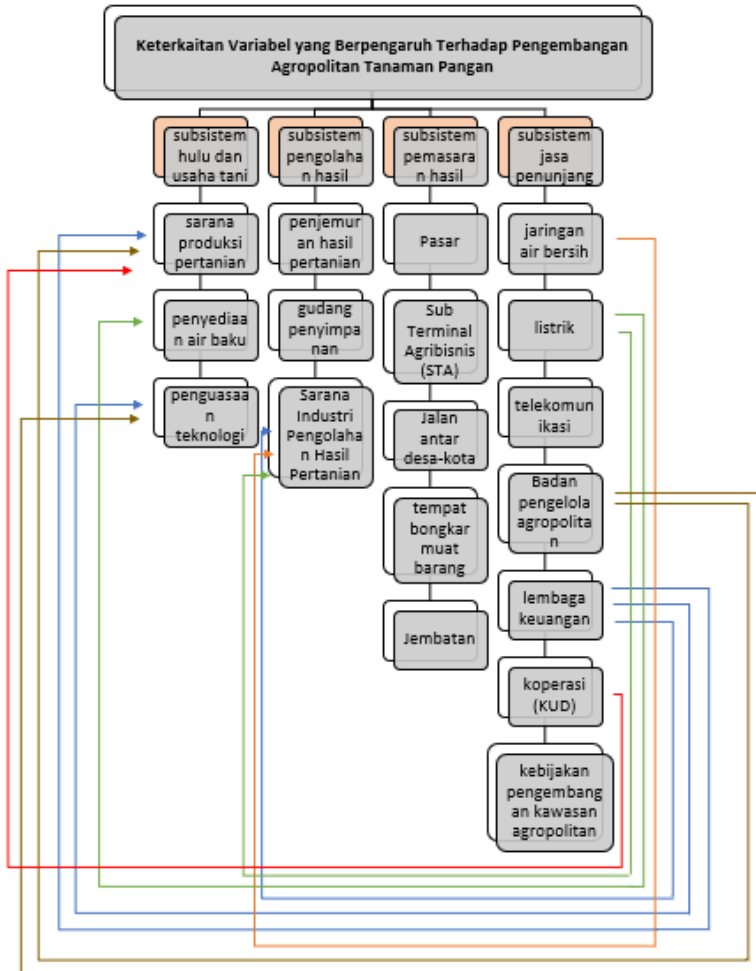 Keterkaitan Variabel yang Berpengaruh Terhadap Pengembangan
Agropolitan Tanaman Pangan
subsistem
hulu dan
usaha tani
sarana
produksi
pertanian
penyediaa
n air baku
penguasaa
n
teknologi
subsistem
pengolaha
n hasil
penjemur
an hasil
pertanian
gudang
penyimpa
nan
Sarana
Industri
Pengolaha
n Hasil
Pertanian
subsistem
pemasara
n hasil
Pasar
Sub
Terminal
Agribisnis
(STA)
Jalan
antar
desa-kota
tempat
bongkar
muat
barang
Jembatan
subsistem
jasa
penunjang
jaringan
air bersih
listrik
telekomun
ikasi
Badan
pengelola
agropolita
n
lembaga
keuangan
koperasi
(KUD)
kebijakan
pengembang
an kawasan
agropolitan